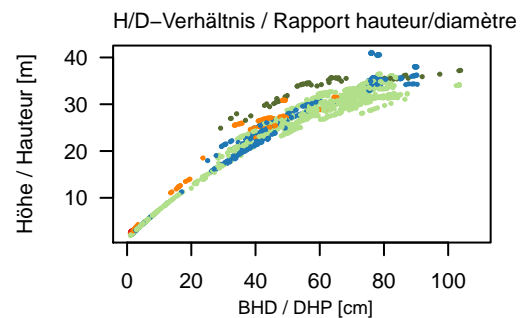 H/D−Verhältnis / Rapport hauteur/diamètre
Höhe / Hauteur [m]
40
30
20
10
0 20 40 60 80 100
BHD / DHP [cm]